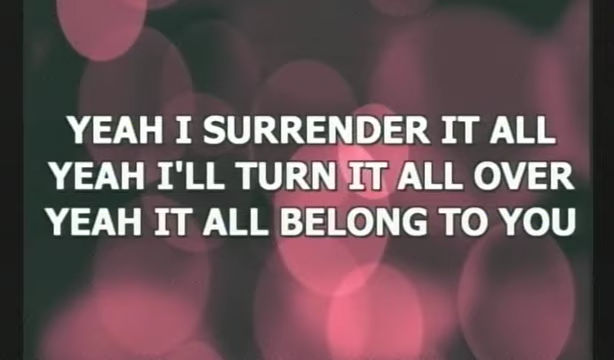 YEAH I SURRENDER IT ALL
YEAH I'LL TURN IT ALL OVER
YEAH IT ALL BELONG TO YOU